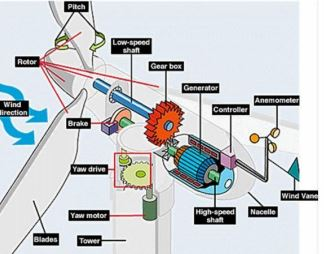 Pitch
Low-speed
shaft
Rotor
Gear box
Generator
Anemometer
Controller
Wind
direction
Brake
Yaw drive
Wind Vane
Yaw motor
High-speed
shaft
Nacelle
Blades
Tower